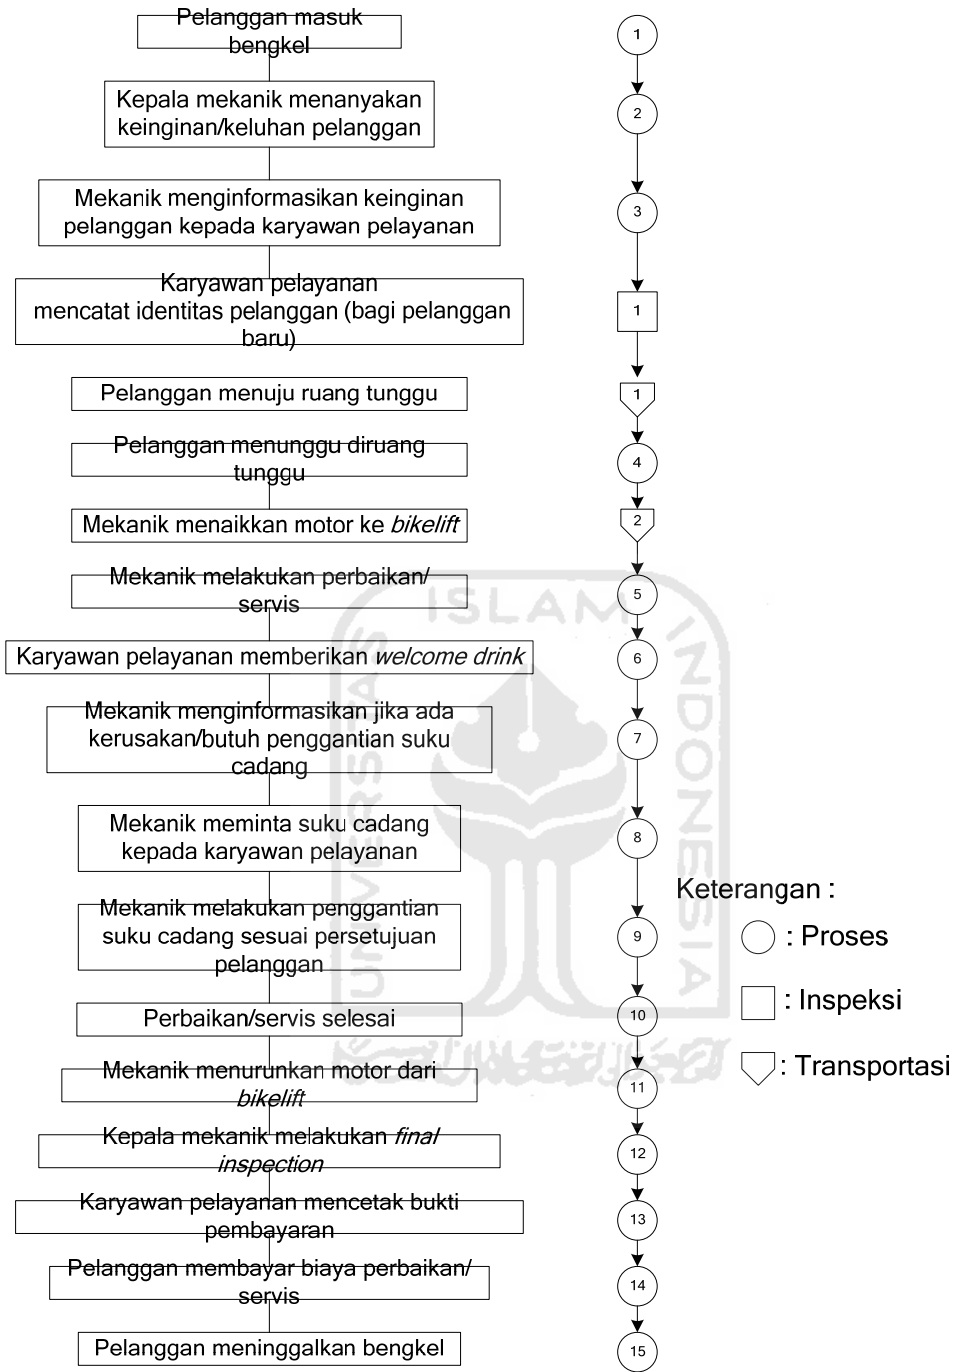 Pelanggan masuk
bengkel
1
Kepala mekanik menanyakan
keinginan/keluhan pelanggan
2
Mekanik menginformasikan keinginan
pelanggan kepada karyawan pelayanan
3
Karyawan pelayanan
mencatat identitas pelanggan (bagi pelanggan
baru)
1
Pelanggan menuju ruang tunggu
1
Pelanggan menunggu diruang
tunggu
4
Mekanik menaikkan motor ke bikelift
2
Mekanik melakukan perbaikan/
servis
5
Karyawan pelayanan memberikan welcome drink
6
Mekanik menginformasikan jika ada
kerusakan/butuh penggantian suku
cadang
7
Mekanik meminta suku cadang
kepada karyawan pelayanan
8
Mekanik melakukan penggantian
suku cadang sesuai persetujuan
pelanggan
9
Perbaikan/servis selesai
10
Mekanik menurunkan motor dari
bikelift
11
Kepala mekanik melakukan final
inspection
12
Karyawan pelayanan mencetak bukti
pembayaran
13
Pelanggan membayar biaya perbaikan/
servis
14
Pelanggan meninggalkan bengkel
15
Keterangan :
: Proses
: Inspeksi
: Transportasi
UNIVERSITAS
ISLAM
INDONESIA